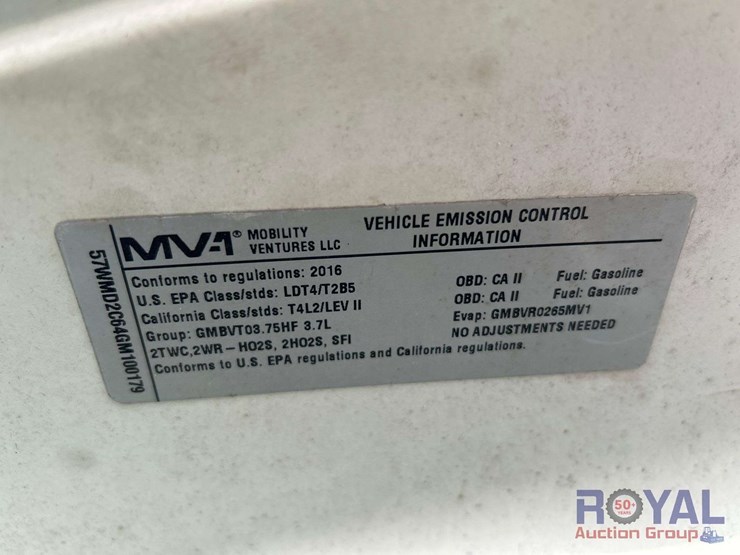 MV-1® MOBILITY VENTURES LLC
VEHICLE EMISSION CONTROL
INFORMATION
Conforms to regulations: 2016
U.S. EPA Class/stds: LDT4/T2B5 OBD: CA II Fuel: Gasoline
California Class/stds: T4L2/LEV II OBD: CA II Fuel: Gasoline
Group: GMBVT03.75HF 3.7L Evap: GMBVR0265MV1
2TWC,2WR-HO2S, 2HO2S, SFI NO ADJUSTMENTS NEEDED
Conforms to U.S. EPA regulations and California regulations.
57WMD2C64GM100179
ROYAL
50+
YEARS
Auction Group